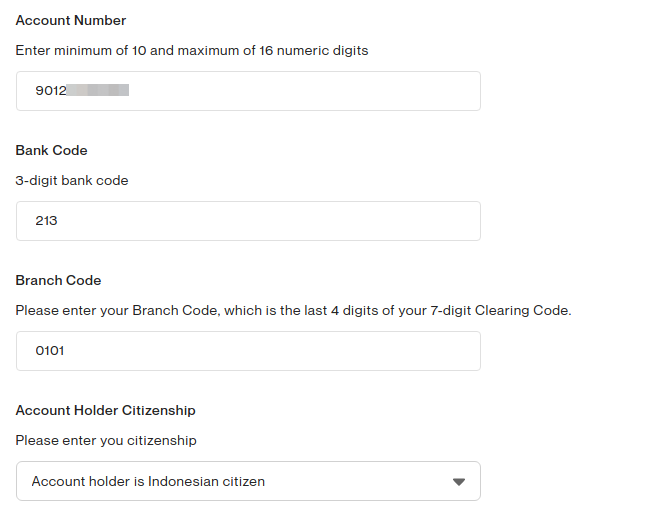 Account Number
Enter minimum of 10 and maximum of 16 numeric digits
9012
Bank Code
3-digit bank code
213
Branch Code
Please enter your Branch Code, which is the last 4 digits of your 7-digit Clearing Code.
0101
Account Holder Citizenship
Please enter you citizenship
Account holder is Indonesian citizen